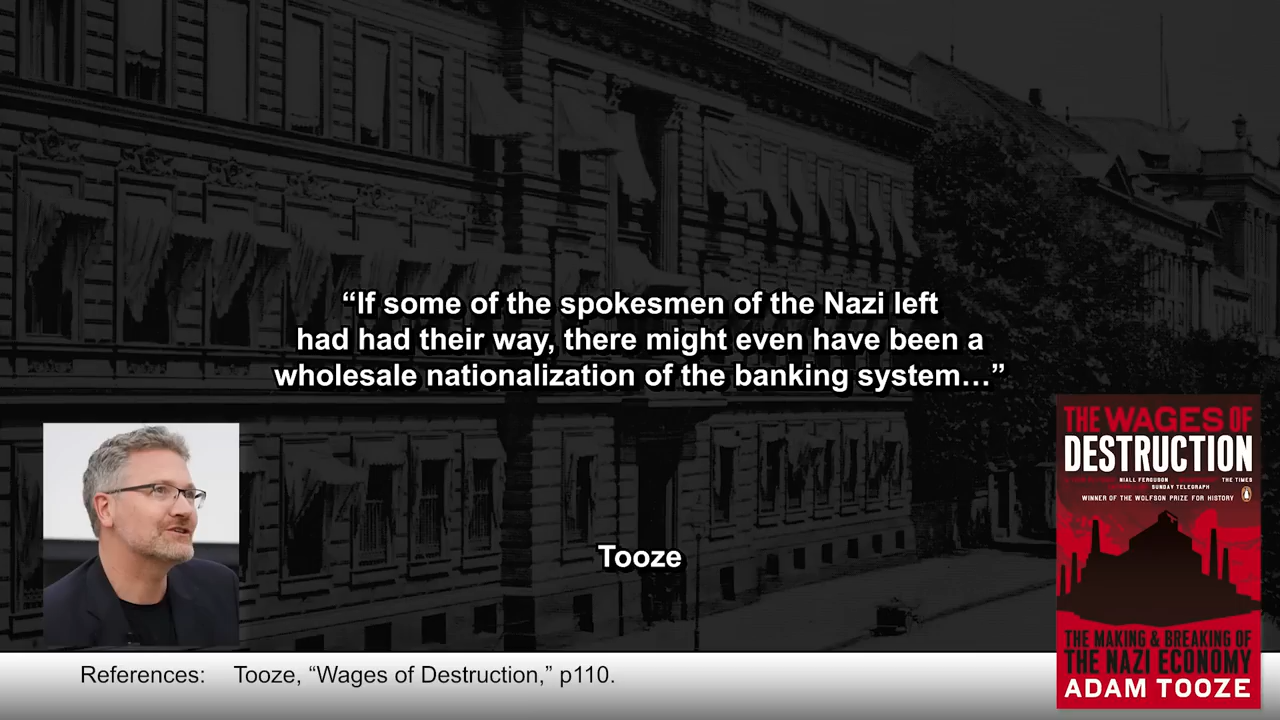 “If some of the spokesmen of the Nazi left
had had their way, there might even have been a
wholesale nationalization of the banking system…”
Tooze
THE WAGES OF
DESTRUCTION
NIALL FERGUSON
THE TIMES
SUNDAY TELEGRAPH
WINNER OF THE WOLFSON PRIZE FOR HISTORY
THE MAKING & BREAKING OF
THE NAZI ECONOMY
ADAM TOOZE
References: Tooze, “Wages of Destruction,” p110.